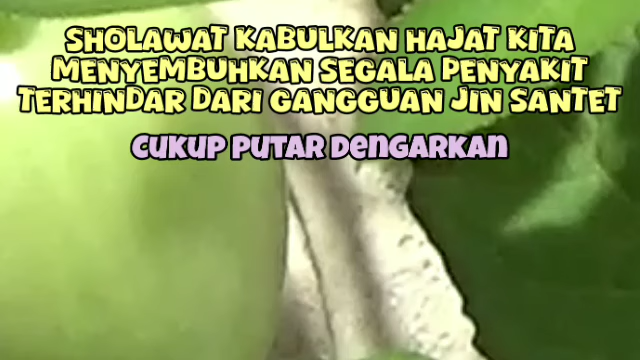 SHOLAWAT KABULKAN HAJAT KITA
MENYEMBUHKAN SEGALA PENYAKIT
TERHINDAR DARI GANGGUAN JIN SANTET
CUKUP PUTAR DENGARKAN